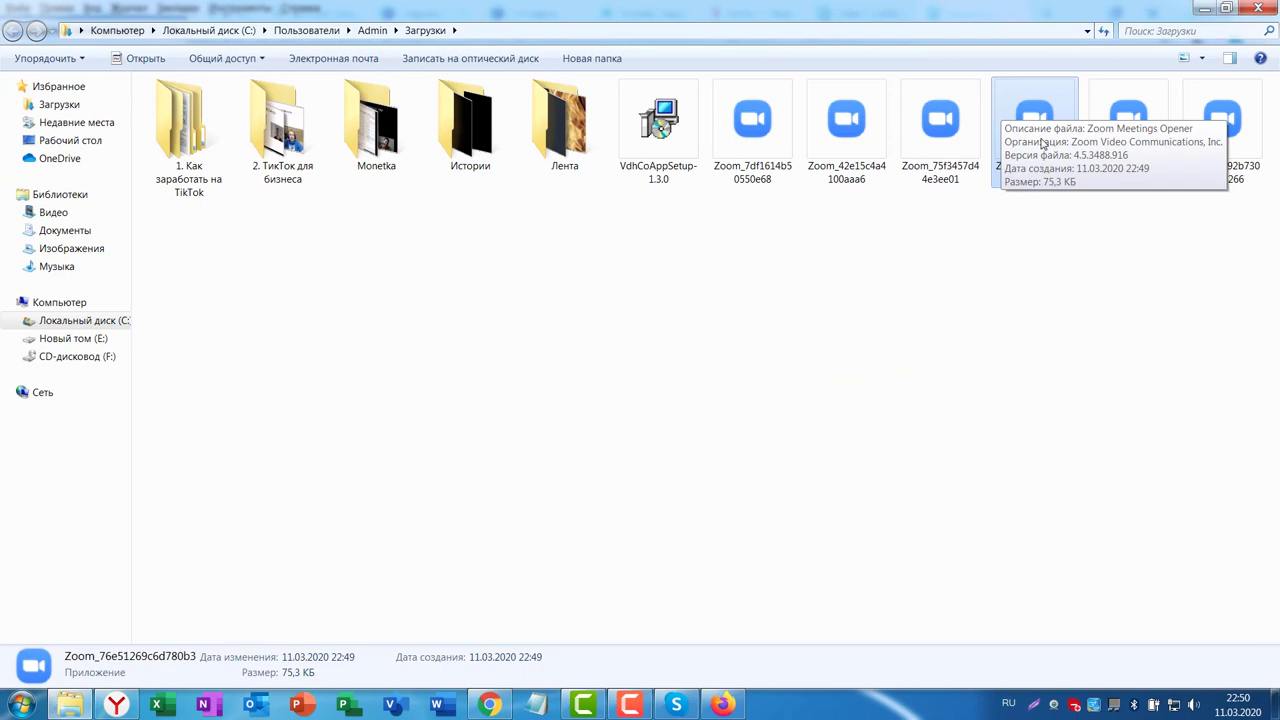 Компьютер ▸ Локальный диск (C:) ▸ Пользователи ▸ Admin ▸ Загрузки ▸
Поиск: Загрузки
Упорядочить
Открыть
Общий доступ
Электронная почта
Записать на оптический диск
Новая папка
Избранное
Загрузки
Недавние места
Рабочий стол
OneDrive
Библиотеки
Видео
Документы
Изображения
Музыка
Компьютер
Локальный диск (C:
Новый том (E:)
CD-дисковод (F:)
Сеть
1. Как
заработать на
TikTok
2. ТикТок для
бизнеса
Monetka
Истории
Лента
VdhCoAppSetup-
1.3.0
Zoom_7df1614b5
0550e68
Zoom_42e15c4a4
100aaa6
Zoom_75f3457d4
4e3ee01
Описание файла: Zoom Meetings Opener
Организация: Zoom Video Communications, Inc.
Версия файла: 4.5.3488.916
Дата создания: 11.03.2020 22:49
Размер: 75,3 КБ
92b730
266
Zoom_76e51269c6d780b3
Дата изменения: 11.03.2020 22:49
Дата создания: 11.03.2020 22:49
Приложение
Размер: 75,3 КБ
RU
22:50
11.03.2020